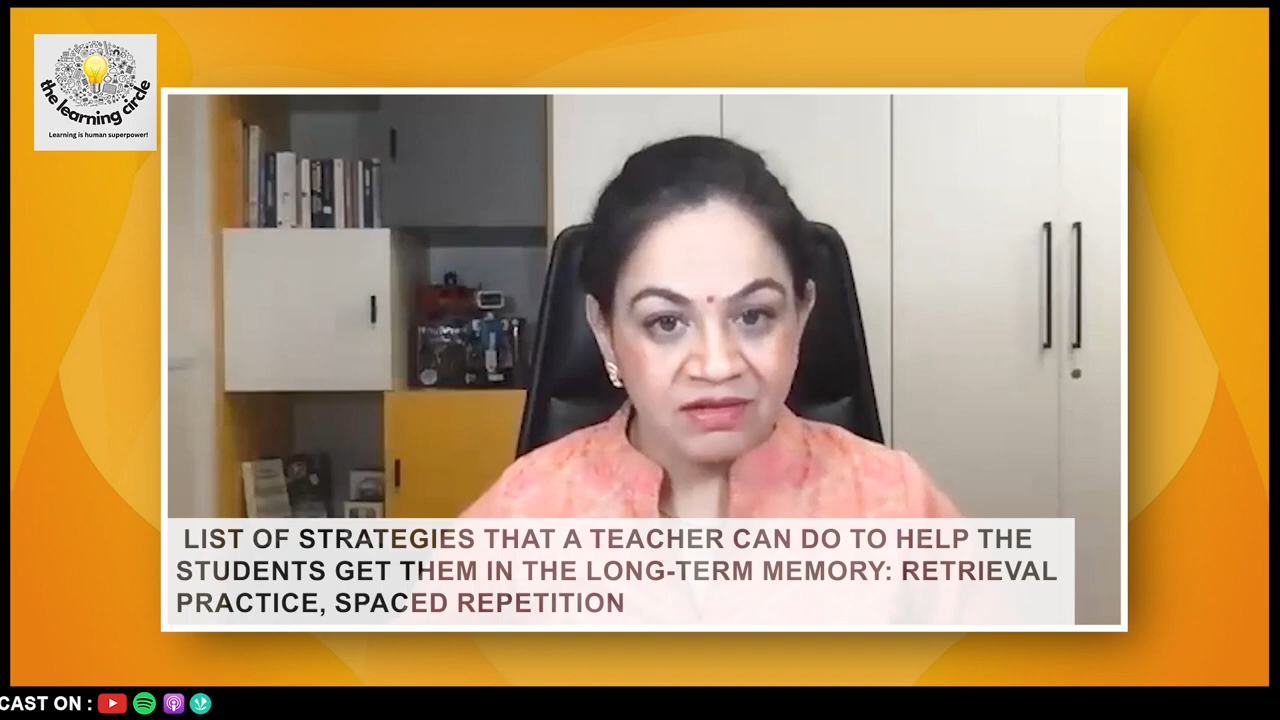 the learning circle
Learning is human superpower!
LIST OF STRATEGIES THAT A TEACHER CAN DO TO HELP THE
STUDENTS GET THEM IN THE LONG-TERM MEMORY: RETRIEVAL
PRACTICE, SPACED REPETITION
CAST ON :